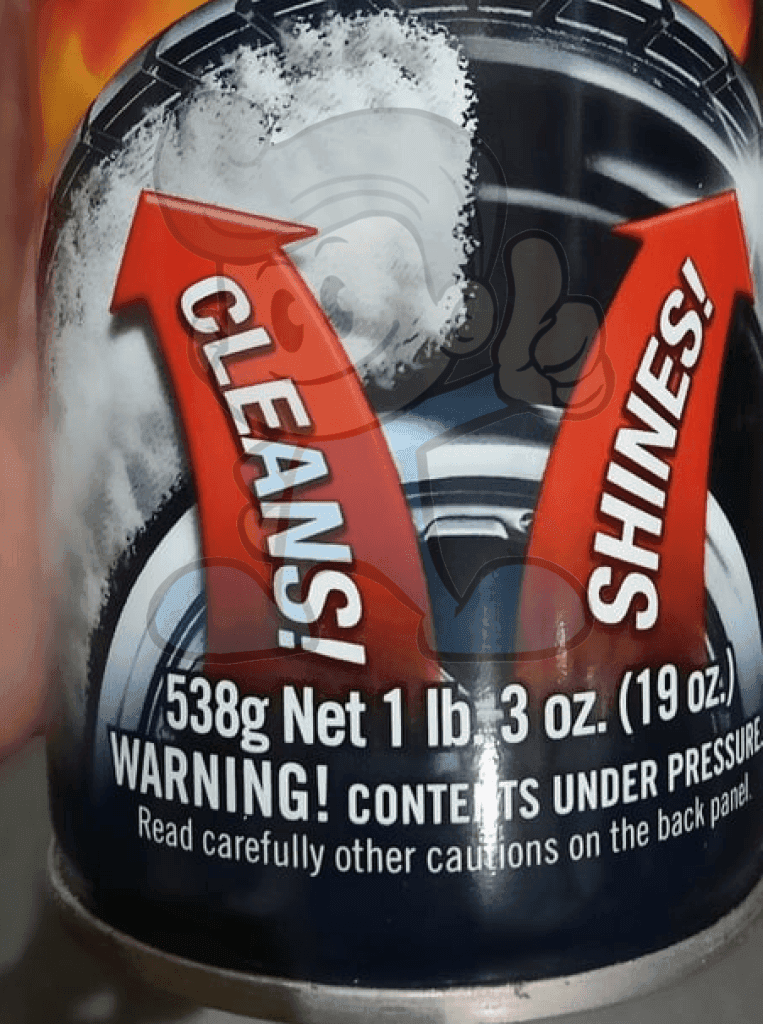 CLEANS!
SHINES!
538g Net 1 lb. 3 oz. (19 oz.)
WARNING! CONTENTS UNDER PRESSURE.
Read carefully other cautions on the back panel.